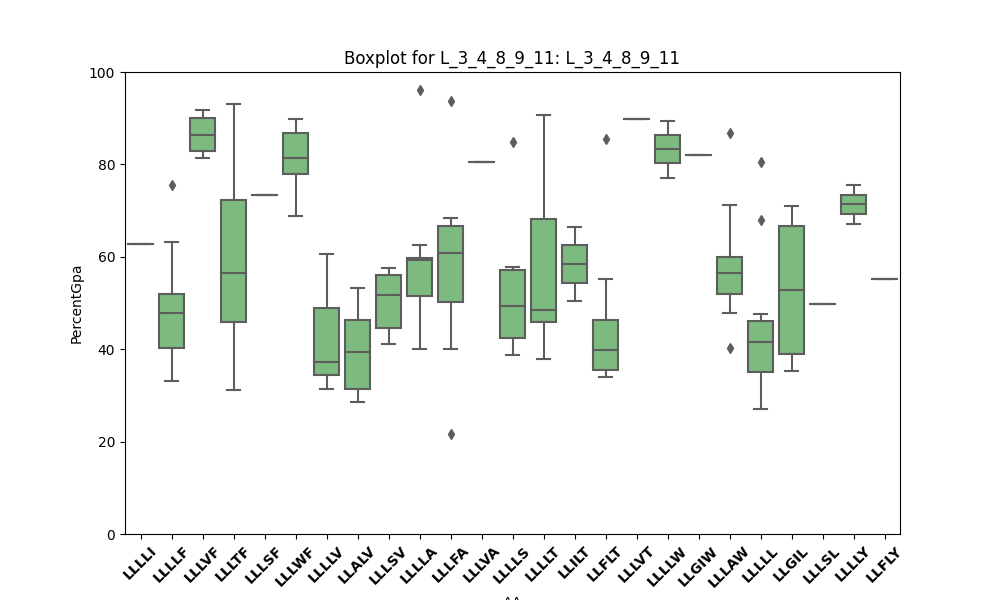 Boxplot for L_3_4_8_9_11: L_3_4_8_9_11
100
80
60
40
20
0
PercentGpa
LLLLI LLLLF LLLVF LLLTF LLLSF LLLWF LLLLV LLALV LLLSV LLLLA LLLFA LLLVA LLLLS LLLLT LLILT LLFLT LLLVT LLLLW LLGIW LLLAW LLLLL LLGIL LLLSL LLLLY LLFLY
AA